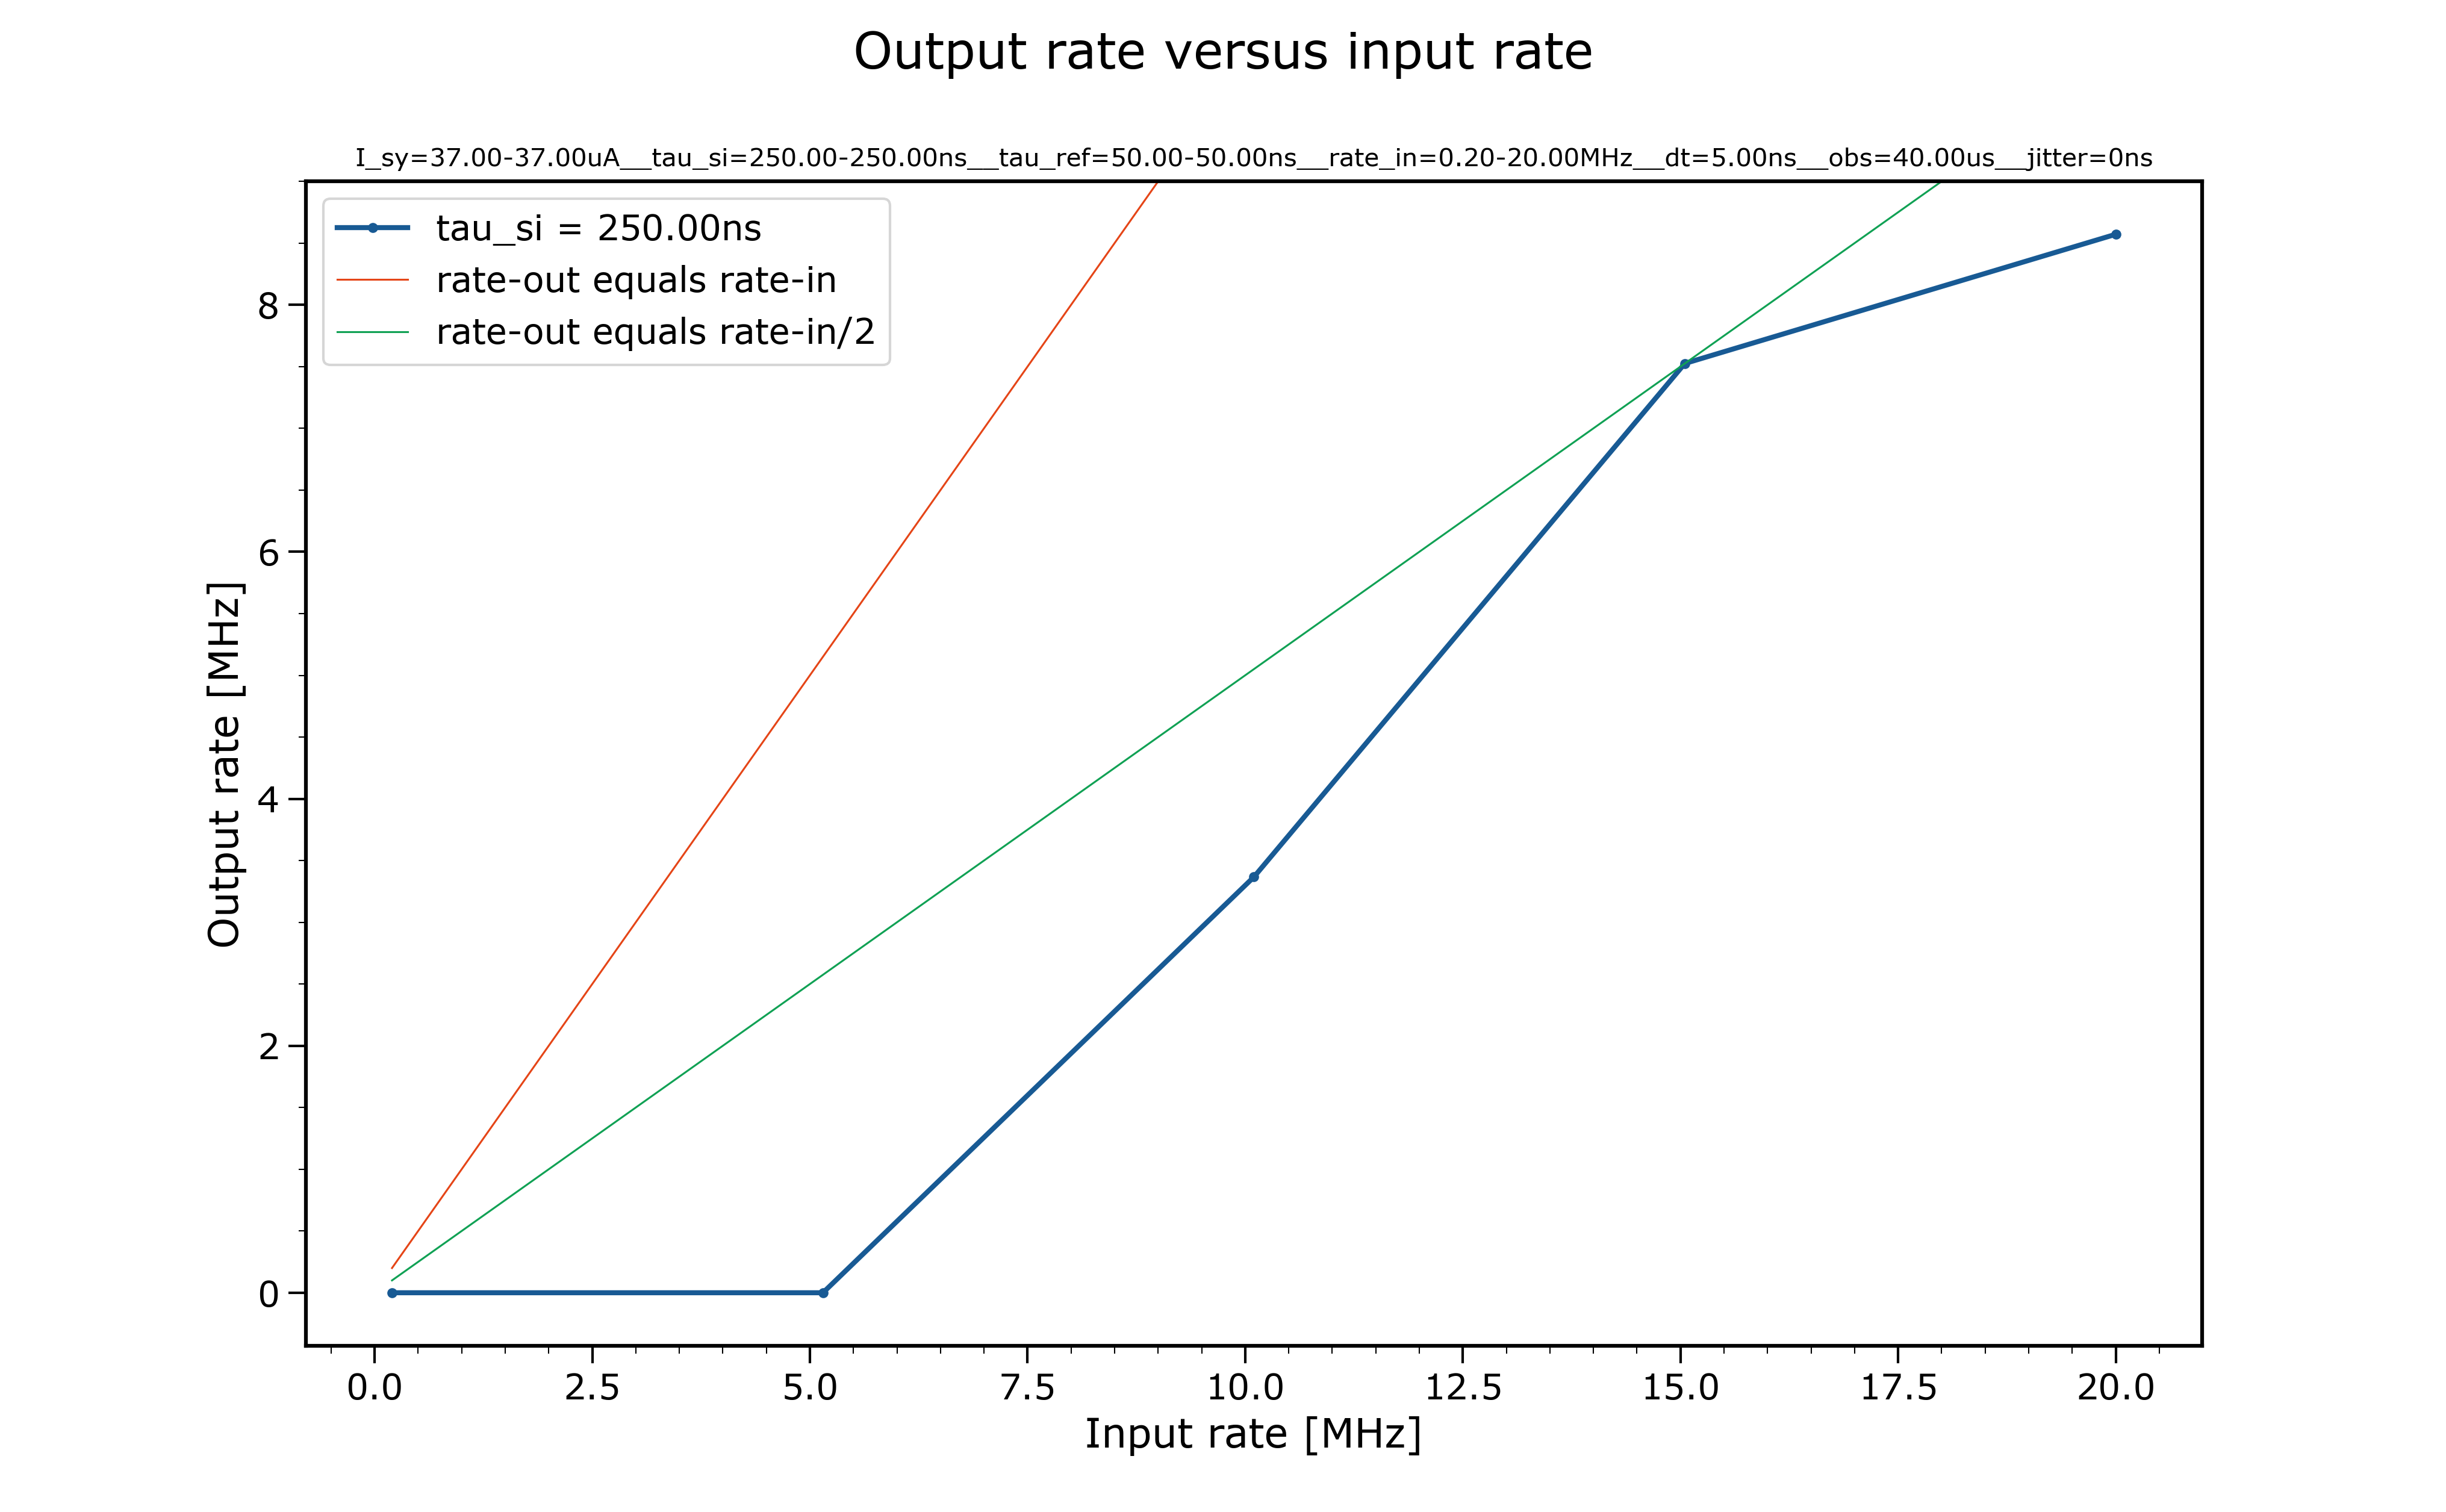 Output rate versus input rate
I_sy=37.00-37.00uA__tau_si=250.00-250.00ns__tau_ref=50.00-50.00ns__rate_in=0.20-20.00MHz__dt=5.00ns__obs=40.00us__jitter=0ns
tau_si = 250.00ns
rate-out equals rate-in
rate-out equals rate-in/2
Output rate [MHz]
8
6
4
2
0
0.0 2.5 5.0 7.5 10.0 12.5 15.0 17.5 20.0
Input rate [MHz]